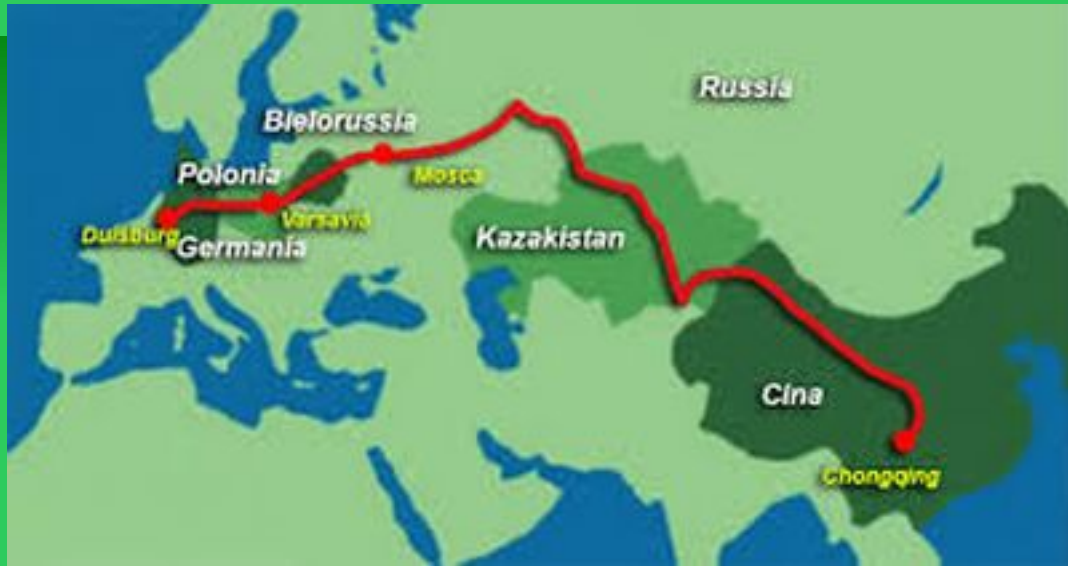 Russia
Bielorussia
Mosca
Polonia
Varsavia
Duisburg
Germania
Kazakistan
Cina
Chongqing